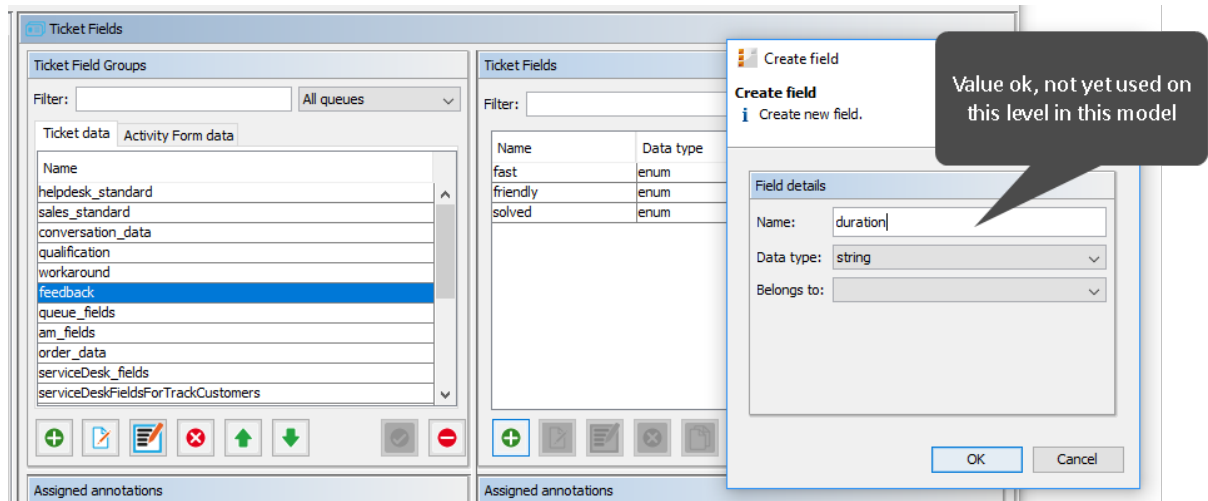 Ticket Fields
Ticket Field Groups
Filter:
All queues
Ticket data
Activity Form data
Name
helpdesk_standard
sales_standard
conversation_data
qualification
workaround
feedback
queue_fields
am_fields
order_data
serviceDesk_fields
serviceDeskFieldsForTrackCustomers
Assigned annotations
Ticket Fields
Filter:
Name Data type
fast enum
friendly enum
solved enum
Assigned annotations
Create field
Create field
Create new field.
Field details
Name: duration
Data type: string
Belongs to:
OK Cancel
Value ok, not yet used on
this level in this model